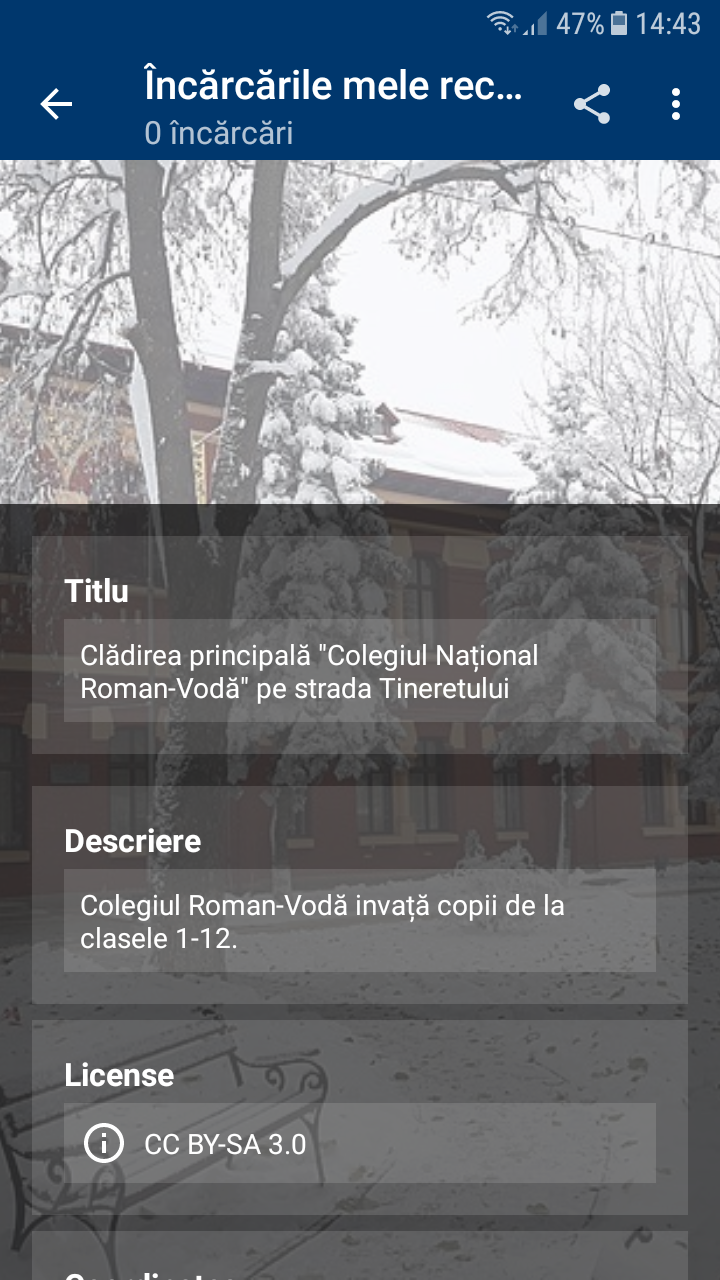 47% 14:43
Încărcările mele rec...
0 încărcări
Titlu
Clădirea principală "Colegiul Național
Roman-Vodă" pe strada Tineretului
Descriere
Colegiul Roman-Vodă invață copii de la
clasele 1-12.
License
CC BY-SA 3.0